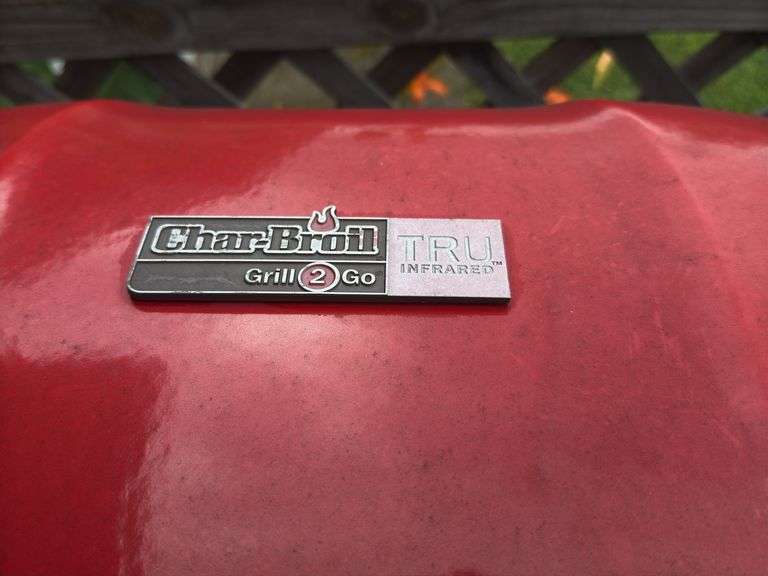 Char-Broil
Grill 2 Go
TRU
INFRARED™